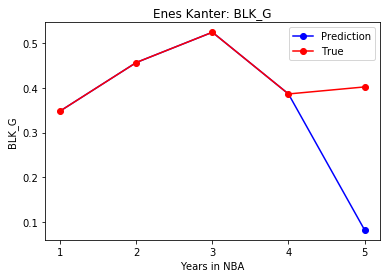 Enes Kanter: BLK_G
Prediction
True
0.5
0.4
0.3
0.2
0.1
BLK_G
1 2 3 4 5
Years in NBA